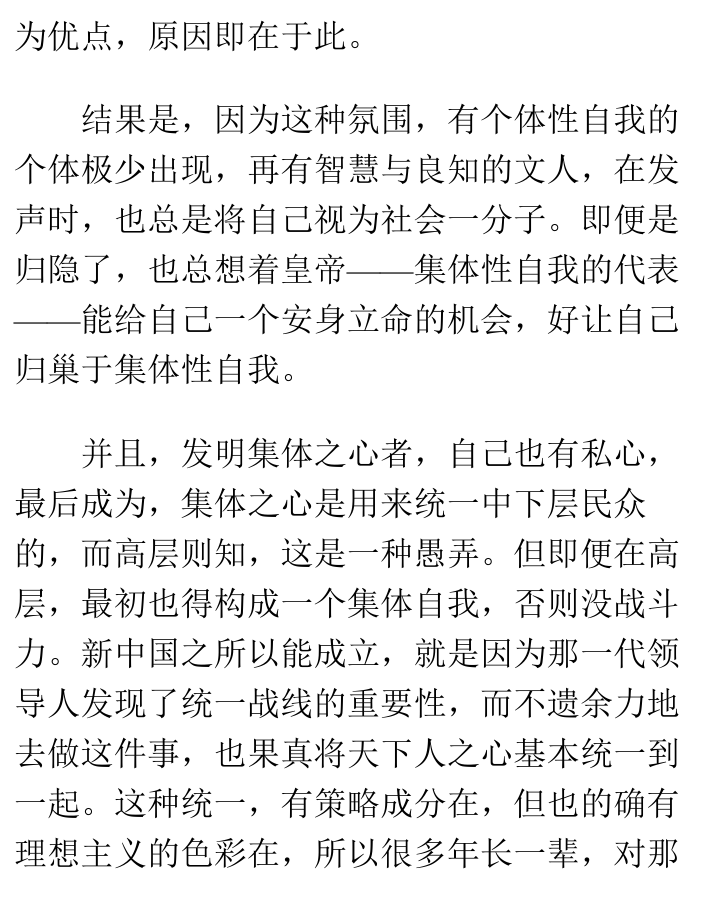 为优点，原因即在于此。
结果是，因为这种氛围，有个体性自我的
个体极少出现，再有智慧与良知的文人，在发
声时，也总是将自己视为社会一分子。即便是
归隐了，也总想着皇帝——集体性自我的代表
——能给自己一个安身立命的机会，好让自己
归巢于集体性自我。
并且，发明集体之心者，自己也有私心，
最后成为，集体之心是用来统一中下层民众
的，而高层则知，这是一种愚弄。但即便在高
层，最初也得构成一个集体自我，否则没战斗
力。新中国之所以能成立，就是因为那一代领
导人发现了统一战线的重要性，而不遗余力地
去做这件事，也果真将天下人之心基本统一到
一起。这种统一，有策略成分在，但也的确有
理想主义的色彩在，所以很多年长一辈，对那